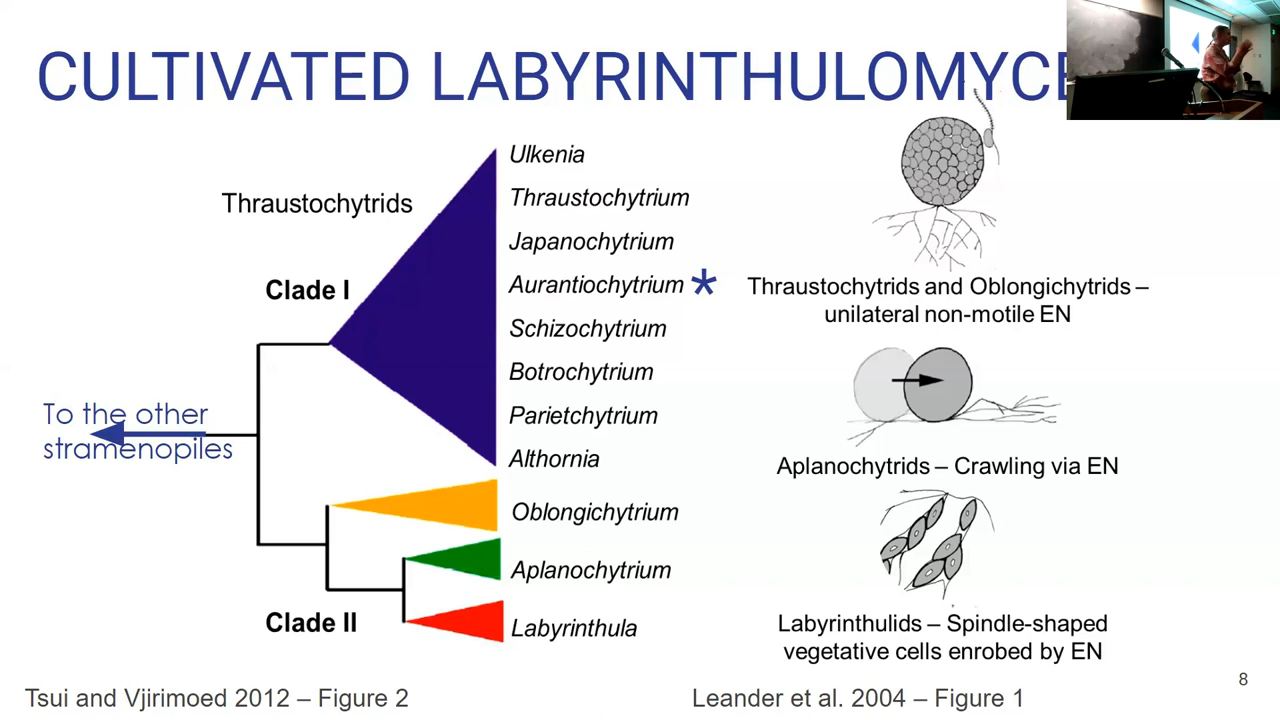 CULTIVATED LABYRINTHULOMYCE
Thraustochytrids
Clade I
Ulkenia
Thraustochytrium
Japanochytrium
Aurantiochytrium *
Schizochytrium
Botrochytrium
Parietchytrium
Althornia
Oblongichytrium
Aplanochytrium
Labyrinthula
To the other
stramenopiles
Clade II
Thraustochytrids and Oblongichytrids –
unilateral non-motile EN
Aplanochytrids – Crawling via EN
Labyrinthulids – Spindle-shaped
vegetative cells enrobed by EN
Tsui and Vjirimoed 2012 – Figure 2
Leander et al. 2004 – Figure 1
8